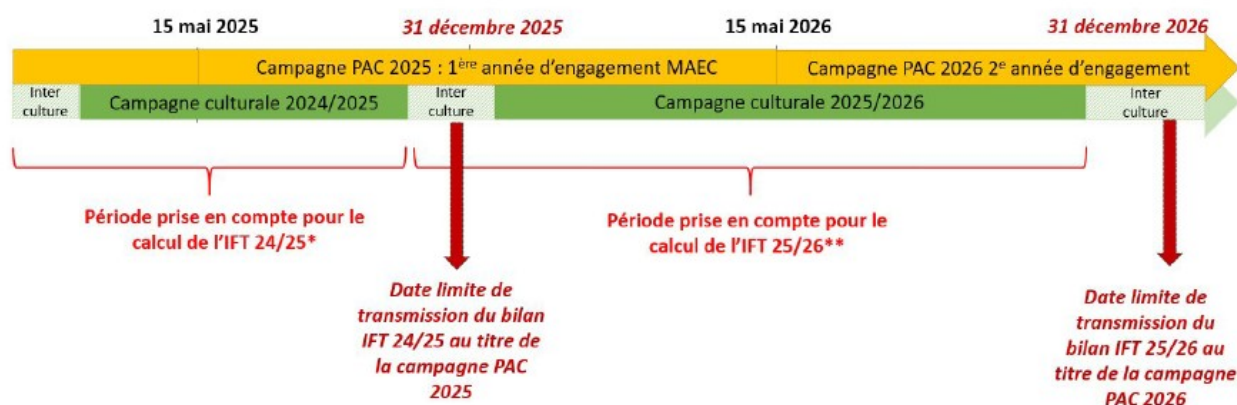 15 mai 2025
31 décembre 2025
15 mai 2026
31 décembre 2026
Campagne PAC 2025 : 1ère année d'engagement MAEC
Campagne PAC 2026 2e année d'engagement
Inter
culture
Campagne culturale 2024/2025
Inter
culture
Campagne culturale 2025/2026
Inter
culture
Période prise en compte pour le
calcul de l'IFT 24/25*
Période prise en compte pour le
calcul de l'IFT 25/26**
Date limite de
transmission du bilan
IFT 24/25 au titre de
la campagne PAC
2025
Date limite de
transmission du
bilan IFT 25/26 au
titre de la campagne
PAC 2026